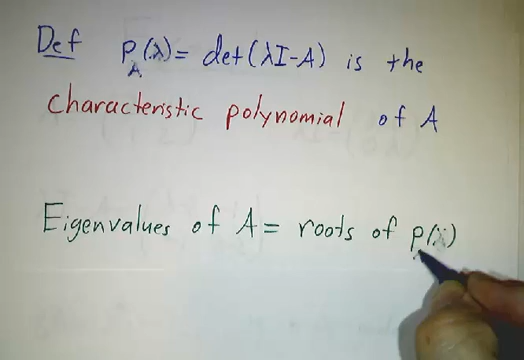 Def p_A(λ) = det(λI-A) is the
characteristic polynomial of A
Eigenvalues of A = roots of p(λ)